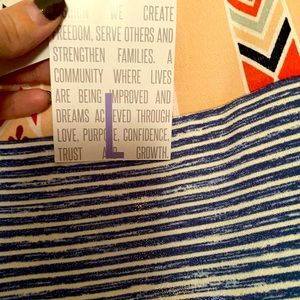 WE CREATE
FREEDOM, SERVE OTHERS AND
STRENGTHEN FAMILIES. A
COMMUNITY WHERE LIVES
ARE BEING IMPROVED AND
DREAMS ACHIEVED THROUGH
LOVE, PURPOSE, CONFIDENCE,
TRUST AND GROWTH.
L